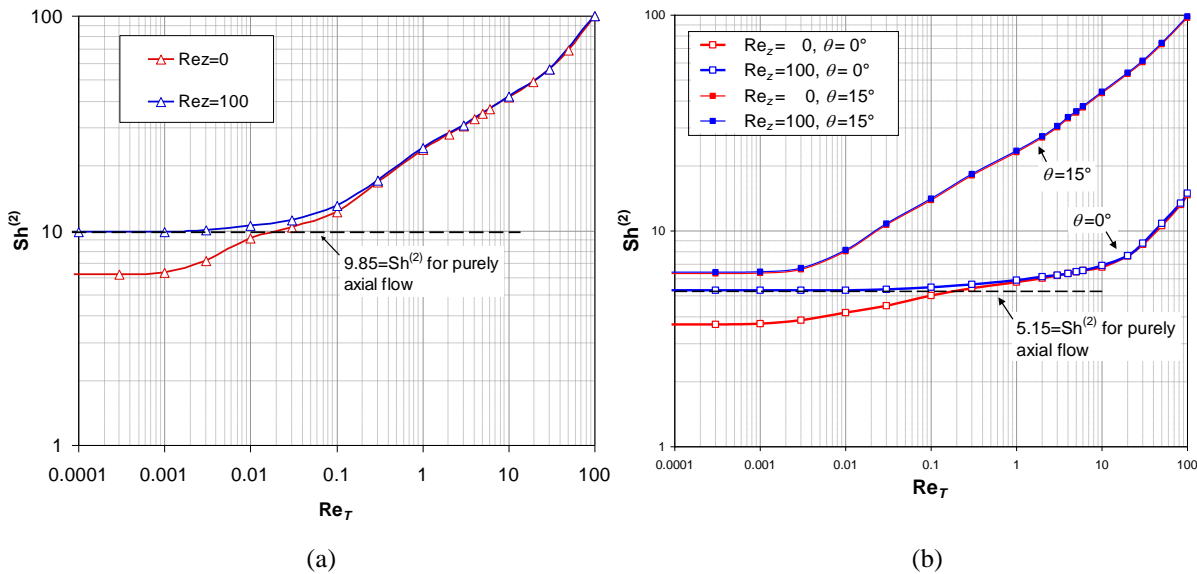 100
10
1
Sh(2)
0.0001
0.001
0.01
0.1
1
10
100
ReT
Rez=0
Rez=100
9.85=Sh(2) for purely
axial flow
(a)
100
10
1
Sh(2)
0.0001
0.001
0.01
0.1
1
10
100
ReT
Rez= 0, θ= 0°
Rez=100, θ= 0°
Rez= 0, θ=15°
Rez=100, θ=15°
θ=15°
θ=0°
5.15=Sh(2) for purely
axial flow
(b)